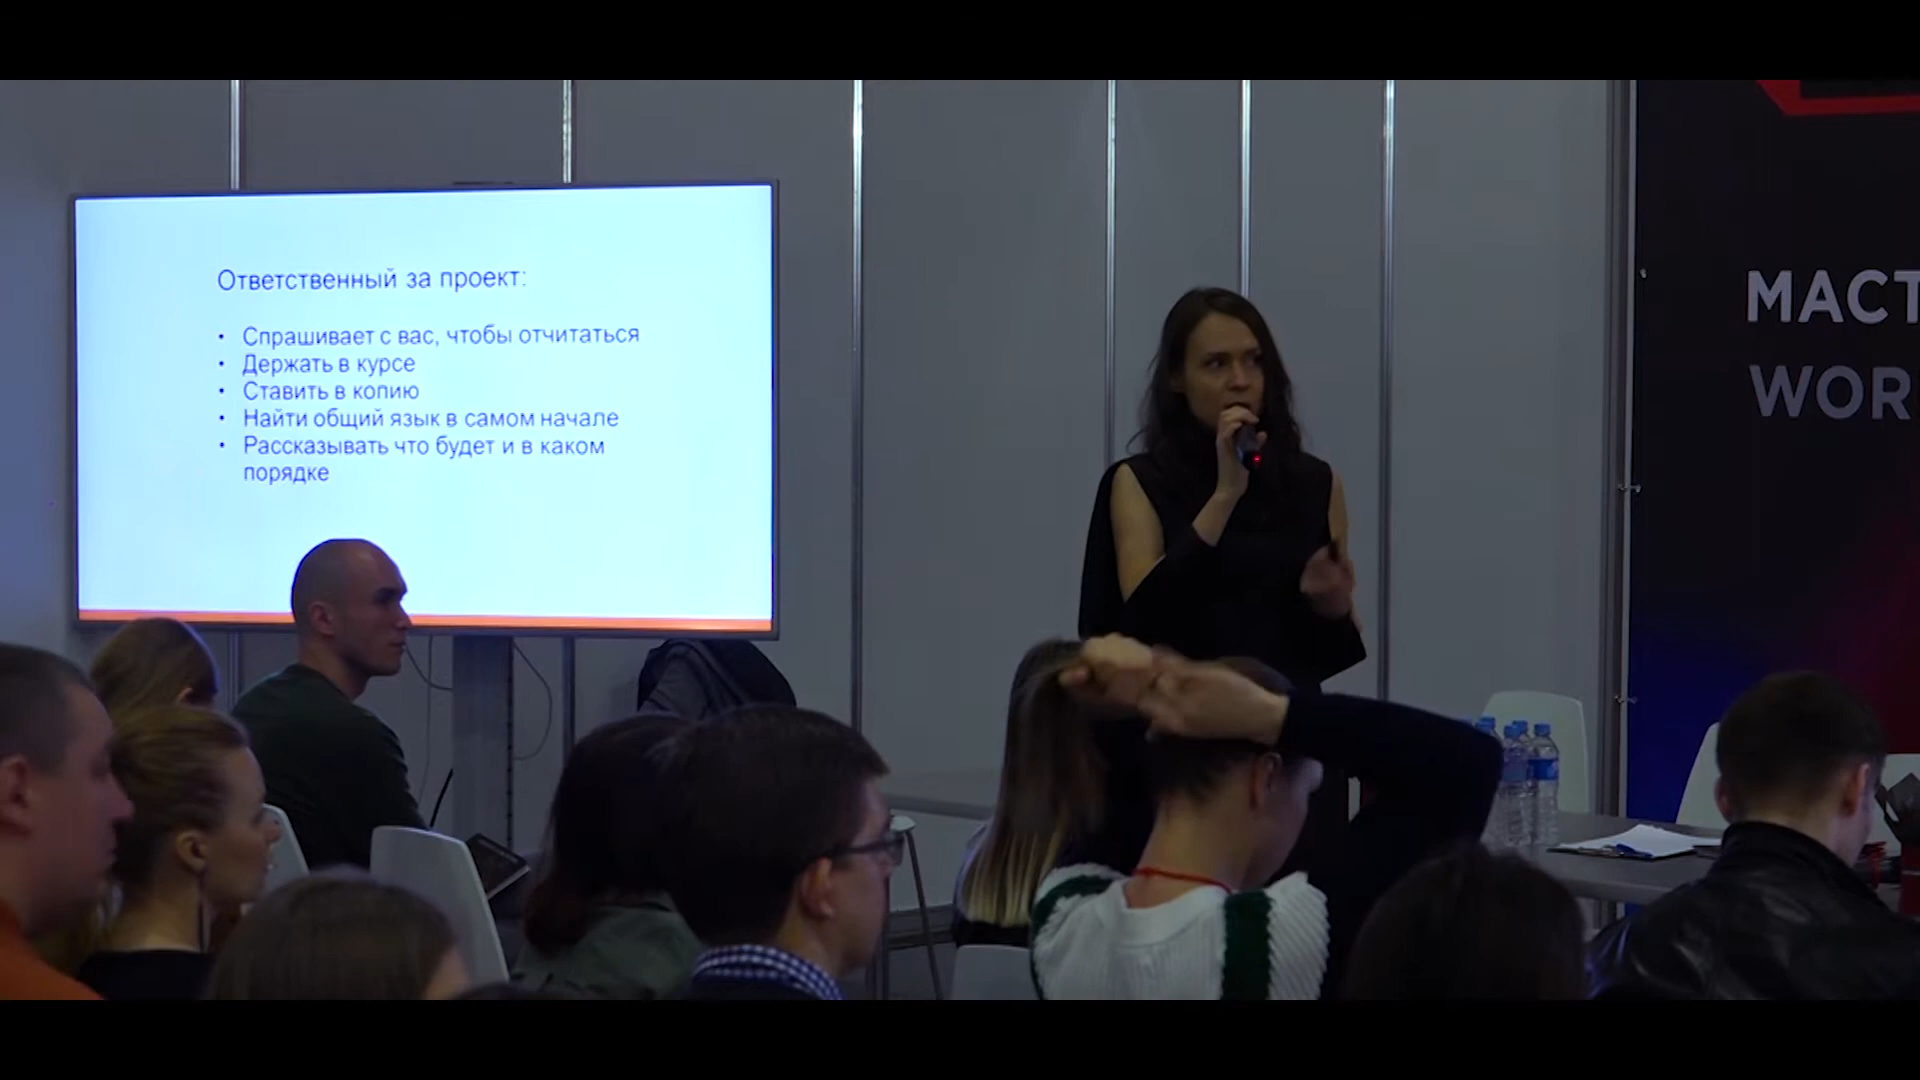 Ответственный за проект:
• Спрашивает с вас, чтобы отчитаться
• Держать в курсе
• Ставить в копию
• Найти общий язык в самом начале
• Рассказывать что будет и в каком
порядке
МАСТ
WOR